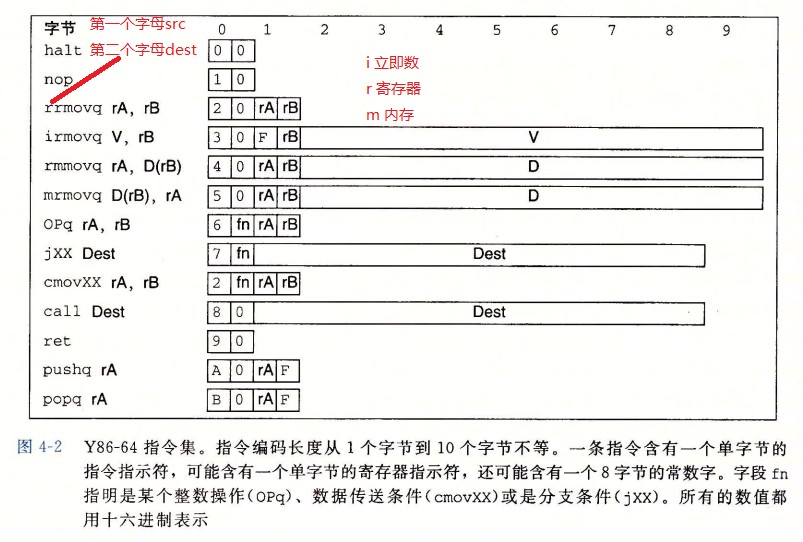 字节 第一个字母src 0 1 2 3 4 5 6 7 8 9
halt 第二个字母dest 0 0
nop 1 0
i 立即数
r 寄存器
m 内存
rrmovq rA, rB 2 0 rA rB
irmovq V, rB 3 0 F rB V
rmmovq rA, D(rB) 4 0 rA rB D
mrmovq D(rB), rA 5 0 rA rB D
OPq rA, rB 6 fn rA rB
jXX Dest 7 fn Dest
cmovXX rA, rB 2 fn rA rB
call Dest 8 0 Dest
ret 9 0
pushq rA A 0 rA F
popq rA B 0 rA F
图 4-2 Y86-64 指令集。指令编码长度从 1 个字节到 10 个字节不等。一条指令含有一个单字节的
指令指示符，可能含有一个单字节的寄存器指示符，还可能含有一个 8 字节的常数字。字段 fn
指明是某个整数操作(OPq)、数据传送条件(cmovXX)或是分支条件(jXX)。所有的数值都
用十六进制表示